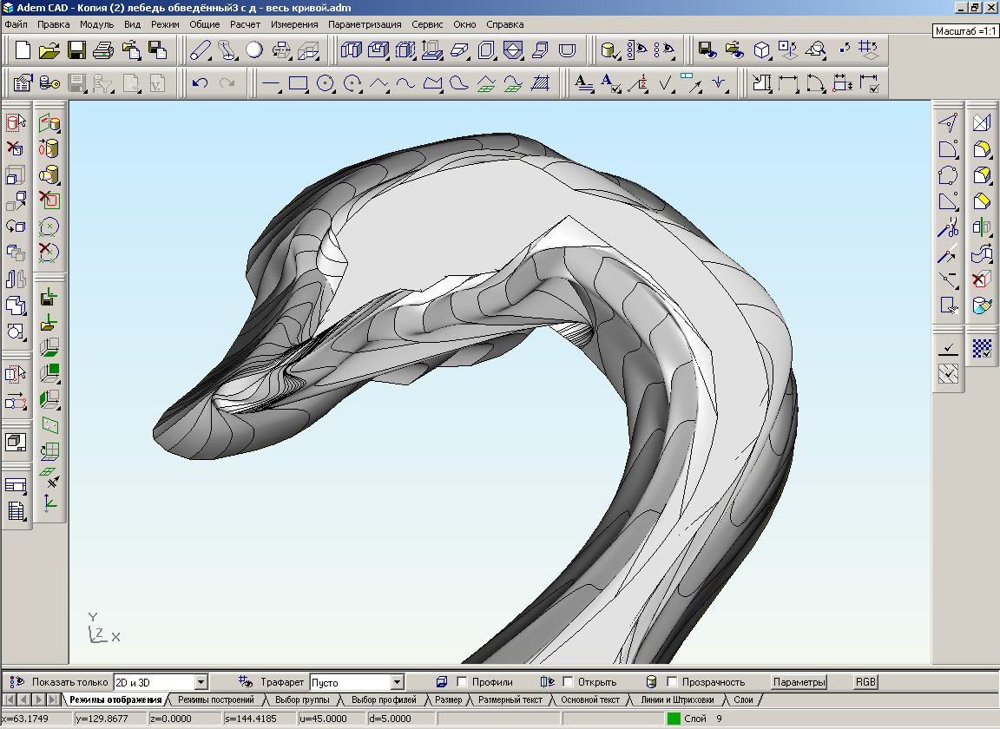 Adem CAD - Копия (2) лебедь обведённый3 с д - весь кривой.adm
Файл Правка Модуль Вид Режим Общие Расчет Измерения Параметризация Сервис Окно Справка
Масштаб =1:1
Y
Z X
Показать только 2D и 3D Трафарет Пусто Профили Открыть Прозрачность Параметры RGB
Режимы отображения Режимы построений Выбор группы Выбор профилей Размер Размерный текст Основной текст Линии и Штриховки Слои
x=63.1749 y=129.8677 z=0.0000 s=144.4185 u=45.0000 d=5.0000 Слой 9